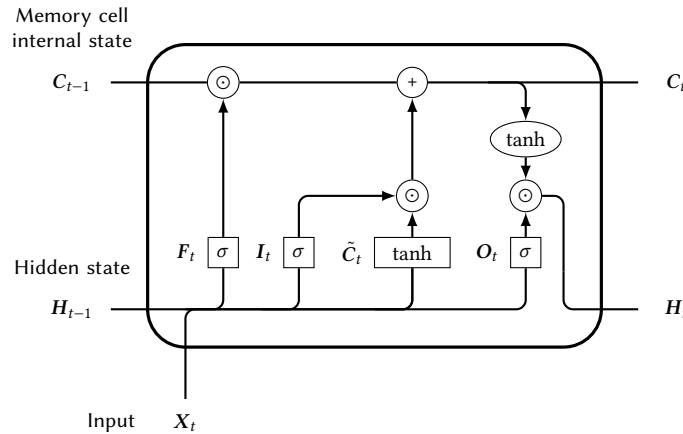 Memory cell
internal state
C_{t−1} ⊙ + C_t
tanh
⊙ ⊙
F_t σ I_t σ C̃_t tanh O_t σ
Hidden state
H_{t−1} H
Input X_t